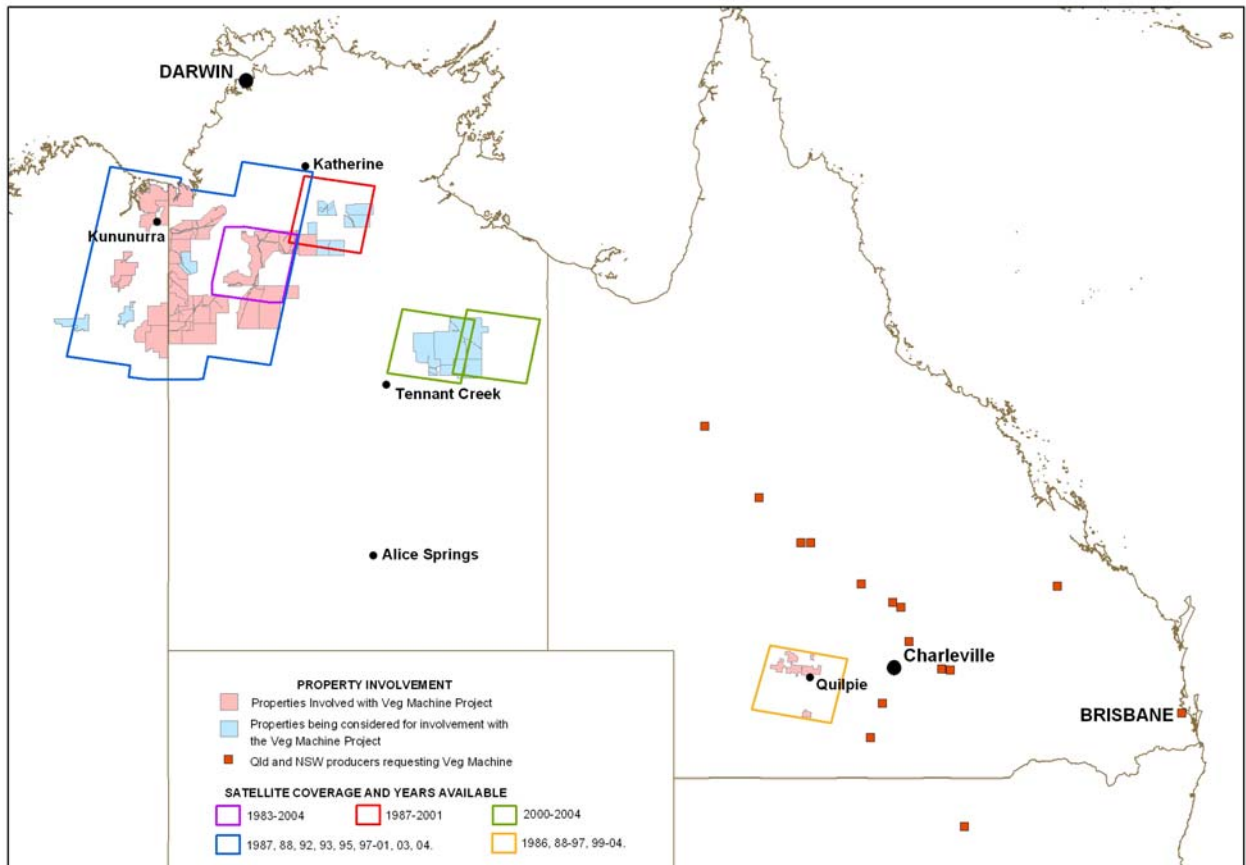 DARWIN
Katherine
Kununurra
Tennant Creek
Alice Springs
Charleville
Quilpie
BRISBANE
PROPERTY INVOLVEMENT
Properties Involved with Veg Machine Project
Properties being considered for involvement with
the Veg Machine Project
Qld and NSW producers requesting Veg Machine
SATELLITE COVERAGE AND YEARS AVAILABLE
1983-2004
1987-2001
2000-2004
1987, 88, 92, 93, 95, 97-01, 03, 04.
1986, 88-97, 99-04.